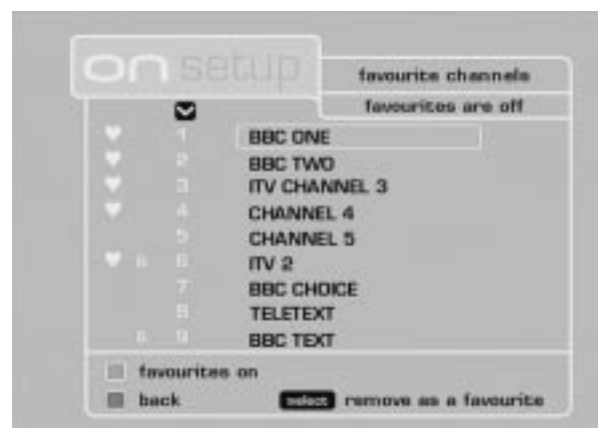 on setup
favourite channels
favourites are off
1 BBC ONE
2 BBC TWO
3 ITV CHANNEL 3
4 CHANNEL 4
5 CHANNEL 5
6 ITV 2
7 BBC CHOICE
8 TELETEXT
9 BBC TEXT
favourites on
back select remove as a favourite